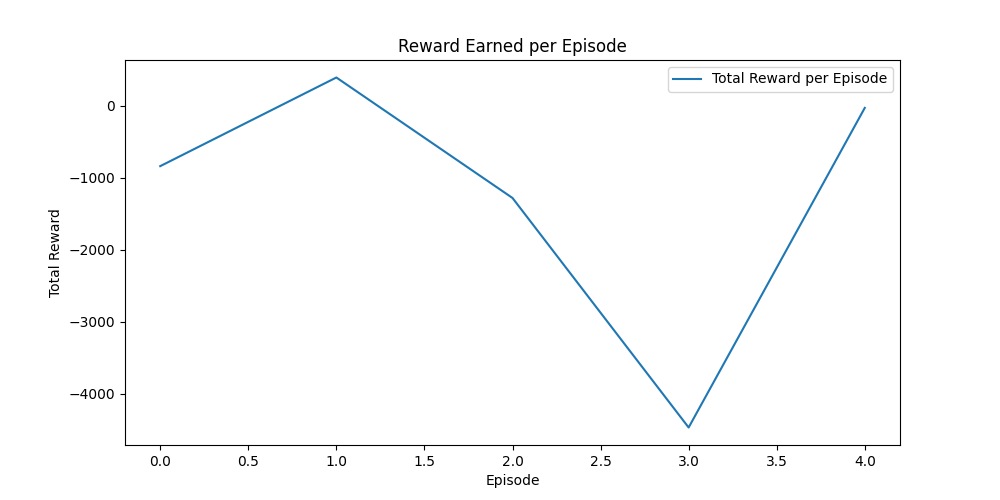 Reward Earned per Episode
Total Reward per Episode
0
−1000
−2000
−3000
−4000
Total Reward
0.0 0.5 1.0 1.5 2.0 2.5 3.0 3.5 4.0
Episode